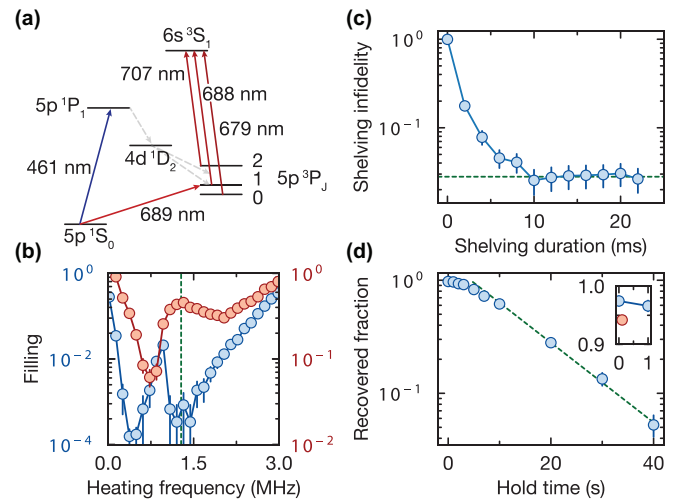 (a)
6s ³S₁
707 nm
688 nm
5p ¹P₁
679 nm
4d ¹D₂
2
1
0
5p ³P_J
461 nm
689 nm
5p ¹S₀
(b)
10⁰
10⁻²
10⁻⁴
Filling
10⁰
10⁻¹
10⁻²
0.0
1.5
3.0
Heating frequency (MHz)
(c)
10⁰
10⁻¹
Shelving infidelity
0
10
20
Shelving duration (ms)
(d)
10⁰
10⁻¹
Recovered fraction
1.0
0.9
0
1
0
20
40
Hold time (s)